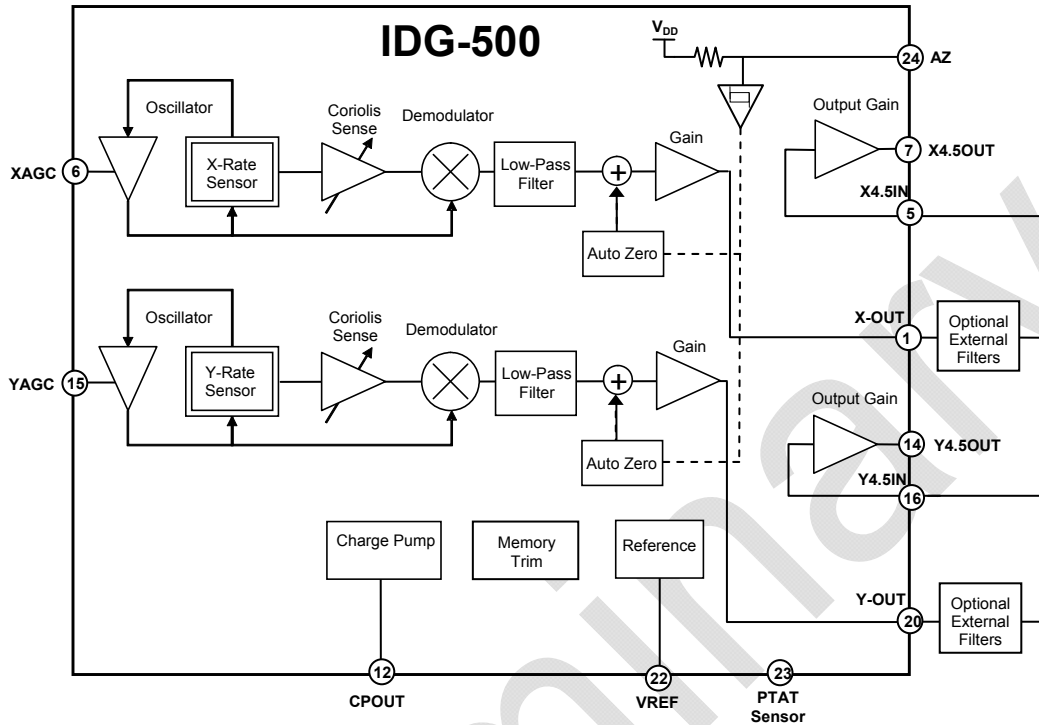 IDG-500
VDD
24
AZ
Oscillator
Coriolis
Sense
Demodulator
Gain
Output Gain
XAGC
6
X-Rate
Sensor
Low-Pass
Filter
+
7
X4.5OUT
X4.5IN
5
Auto Zero
Oscillator
Coriolis
Sense
Demodulator
Gain
X-OUT
1
Optional
External
Filters
YAGC
15
Y-Rate
Sensor
Low-Pass
Filter
+
Output Gain
14
Y4.5OUT
Auto Zero
Y4.5IN
16
Charge Pump
Memory
Trim
Reference
Y-OUT
20
Optional
External
Filters
12
CPOUT
22
VREF
23
PTAT
Sensor
minary